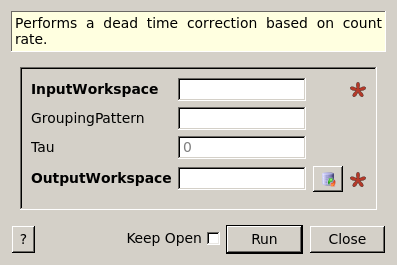 Performs a dead time correction based on count
rate.
InputWorkspace *
GroupingPattern
Tau 0
OutputWorkspace *
? Keep Open Run Close